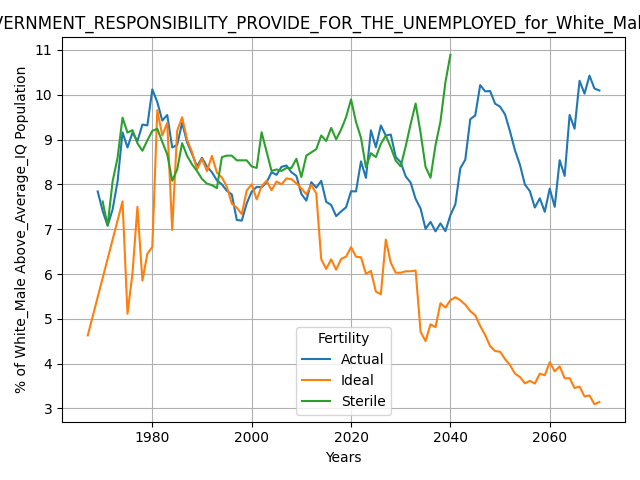 VERNMENT_RESPONSIBILITY_PROVIDE_FOR_THE_UNEMPLOYED_for_White_Male
% of White_Male Above_Average_IQ Population
11
10
9
8
7
6
5
4
3
Fertility
Actual
Ideal
Sterile
1980
2000
2020
2040
2060
Years